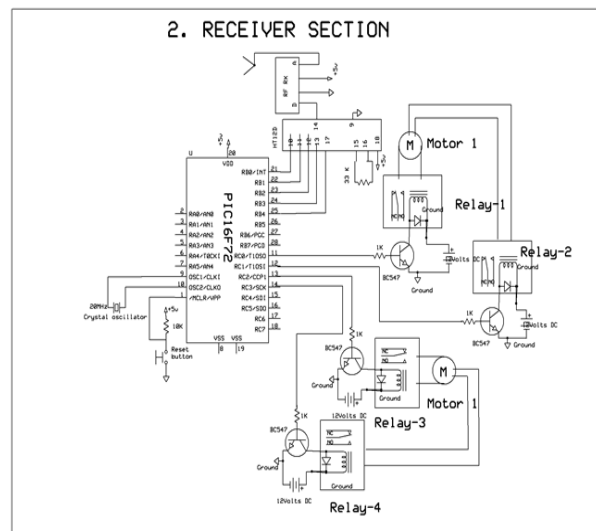 2. RECEIVER SECTION
A
RF RX
D
+5v
HT12D
14
9
10
11
12
13
17
15
16
18
+5v
33 K
U
+5v
20
VDD
PIC16F72
2 RA0/AN0
3 RA1/AN1
4 RA2/AN2
5 RA3/AN3
6 RA4/T0CKI
7 RA5/AN4
9 OSC1/CLKI
10 OSC2/CLKO
1 /MCLR/VPP
RB0/INT 21
RB1 22
RB2 23
RB3 24
RB4 25
RB5 26
RB6/PGC 27
RB7/PGD 28
RC0/T1OSO 11
RC1/T1OSI 12
RC2/CCP1 13
RC3/SCK 14
RC4/SDI 15
RC5/SDO 16
RC6 17
RC7 18
VSS VSS
8 19
20MHz
Crystal oscillator
+5v
10K
Reset
button
M
Motor 1
Ground
Relay-1
1K
BC547
Volts DC
Ground
Relay-2
Ground
1K
BC547
Volts DC
Ground
1K
BC547
Ground
12Volts DC
Ground
Relay-3
M
Motor 1
1K
BC547
Ground
12Volts DC
Ground
Relay-4